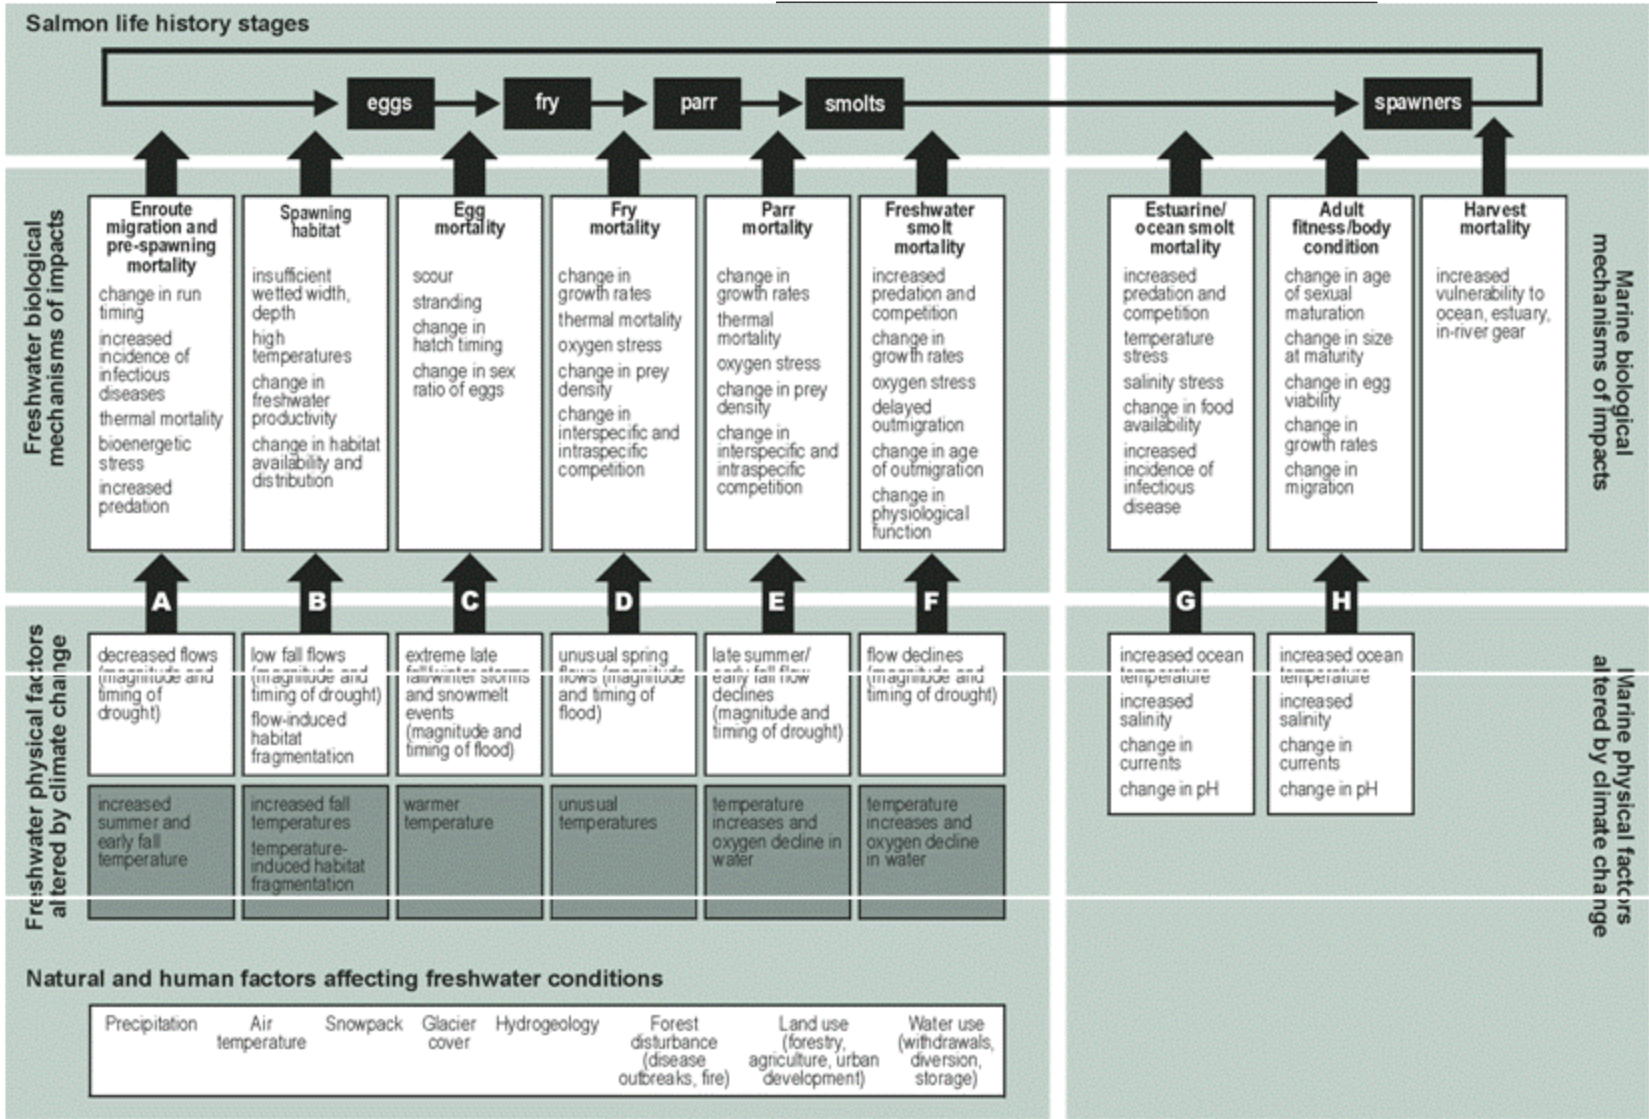 Salmon life history stages
eggs
fry
parr
smolts
spawners
Freshwater biological
mechanisms of impacts
Enroute
migration and
pre-spawning
mortality
change in run
timing
increased
incidence of
infectious
diseases
thermal mortality
bioenergetic
stress
increased
predation
Spawning
habitat
insufficient
wetted width,
depth
high
temperatures
change in
freshwater
productivity
change in habitat
availability and
distribution
Egg
mortality
scour
stranding
change in
hatch timing
change in sex
ratio of eggs
Fry
mortality
change in
growth rates
thermal mortality
oxygen stress
change in prey
density
change in
interspecific and
intraspecific
competition
Parr
mortality
change in
growth rates
thermal
mortality
oxygen stress
change in prey
density
change in
interspecific and
intraspecific
competition
Freshwater
smolt
mortality
increased
predation and
competition
change in
growth rates
oxygen stress
delayed
outmigration
change in age
of outmigration
change in
physiological
function
Estuarine/
ocean smolt
mortality
increased
predation and
competition
temperature
stress
salinity stress
change in food
availability
increased
incidence of
infectious
disease
Adult
fitness/body
condition
change in age
of sexual
maturation
change in size
at maturity
change in egg
viability
change in
growth rates
change in
migration
Harvest
mortality
increased
vulnerability to
ocean, estuary,
in-river gear
Marine biological
mechanisms of impacts
A
B
C
D
E
F
G
H
Freshwater physical factors
altered by climate change
decreased flows
(magnitude and
timing of
drought)
low fall flows
(magnitude and
timing of drought)
flow-induced
habitat
fragmentation
extreme late
fall/winter storms
and snowmelt
events
(magnitude and
timing of flood)
unusual spring
flows (magnitude
and timing of
flood)
late summer/
early fall flow
declines
(magnitude and
timing of drought)
flow declines
(magnitude and
timing of drought)
increased ocean
temperature
increased
salinity
change in
currents
change in pH
increased ocean
temperature
increased
salinity
change in
currents
change in pH
Marine physical factors
altered by climate change
increased
summer and
early fall
temperature
increased fall
temperatures
temperature-
induced habitat
fragmentation
warmer
temperature
unusual
temperatures
temperature
increases and
oxygen decline in
water
temperature
increases and
oxygen decline
in water
Natural and human factors affecting freshwater conditions
Precipitation
Air
temperature
Snowpack
Glacier
cover
Hydrogeology
Forest
disturbance
(disease
outbreaks, fire)
Land use
(forestry,
agriculture, urban
development)
Water use
(withdrawals,
diversion,
storage)